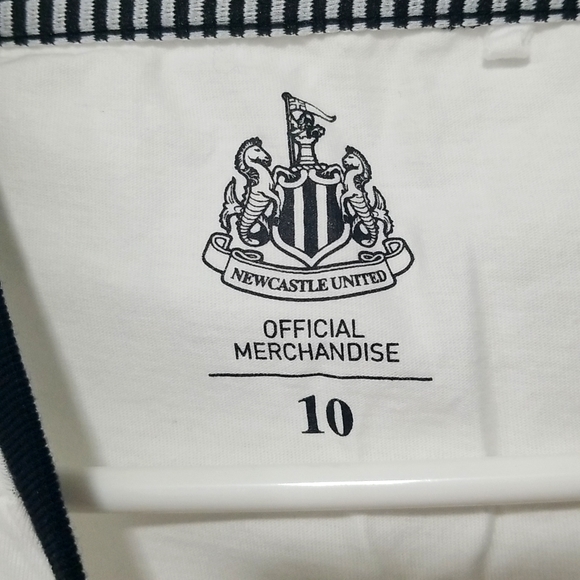 NEWCASTLE UNITED
OFFICIAL
MERCHANDISE
10